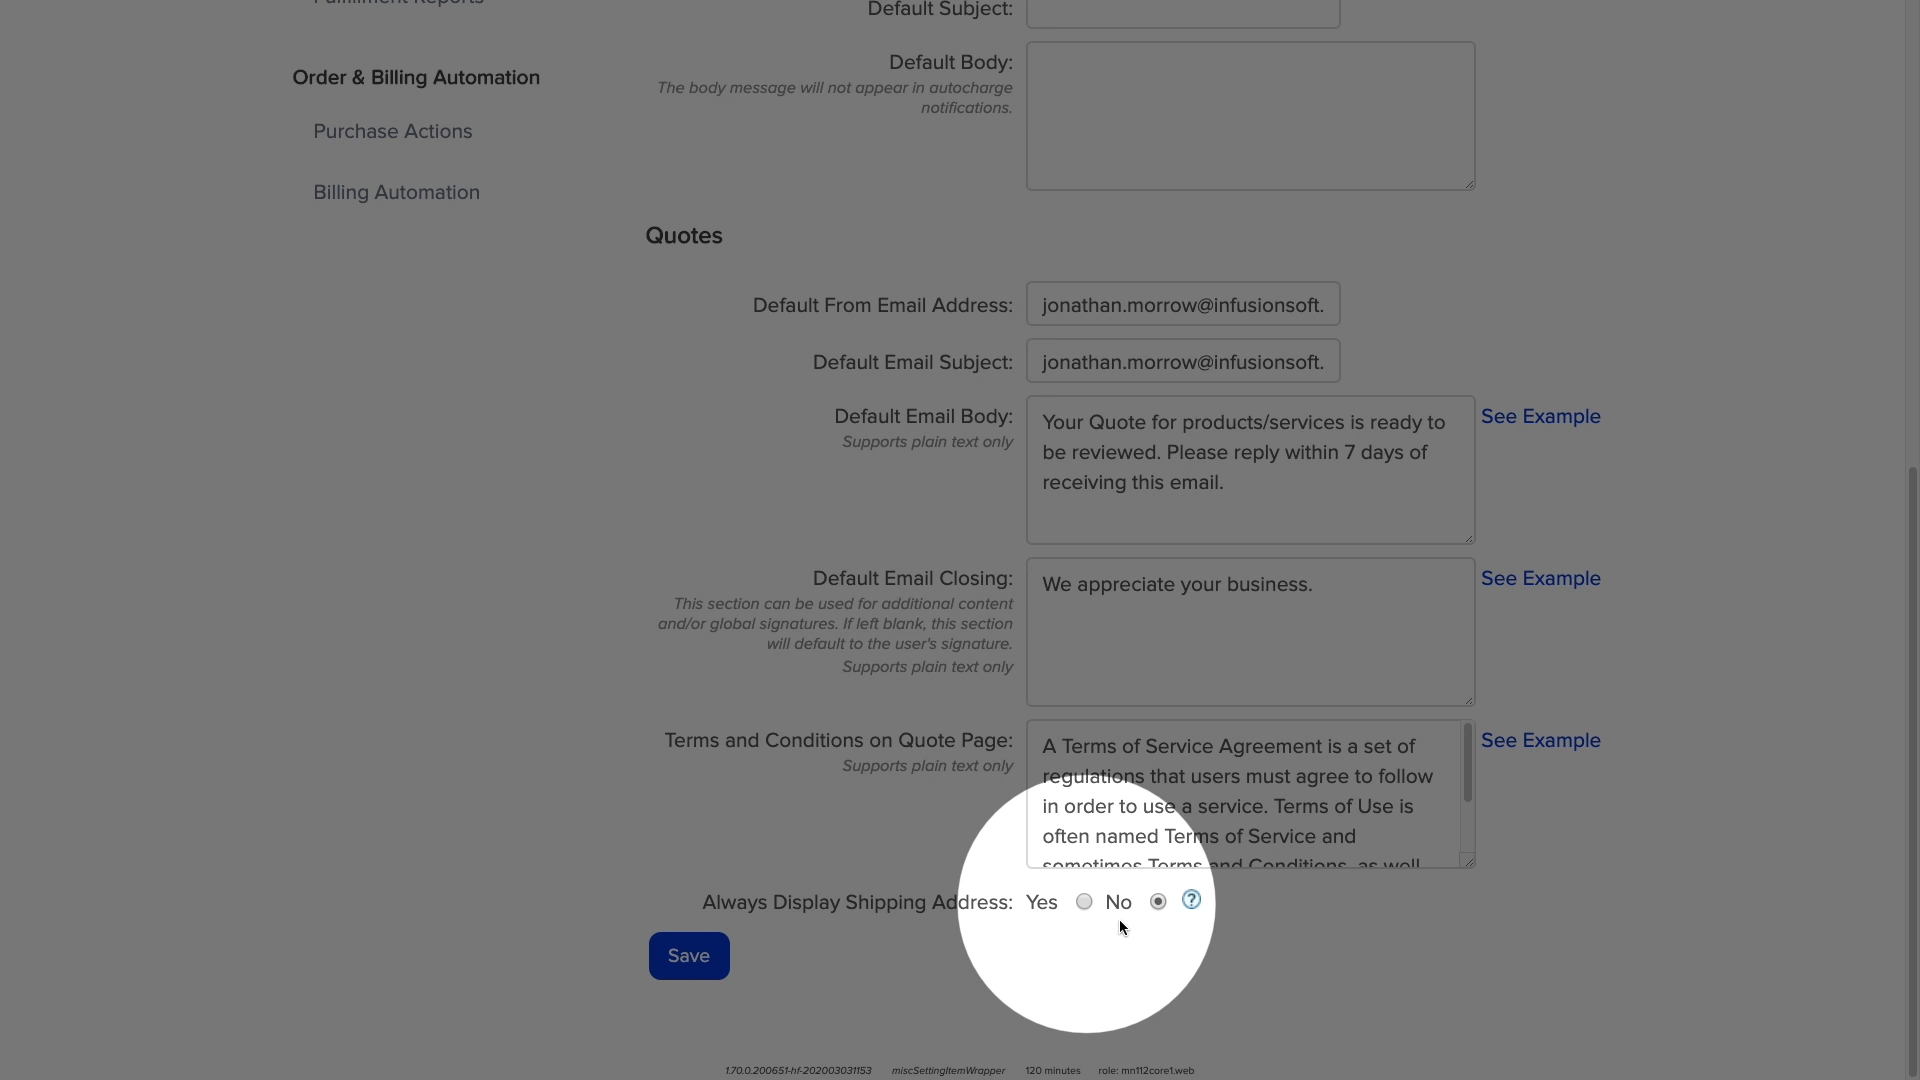 Fulfillment Reports
Default Subject:
Default Body:
The body message will not appear in autocharge
notifications.
Order & Billing Automation
Purchase Actions
Billing Automation
Quotes
Default From Email Address: jonathan.morrow@infusionsoft.
Default Email Subject: jonathan.morrow@infusionsoft.
Default Email Body:
Supports plain text only
Your Quote for products/services is ready to
be reviewed. Please reply within 7 days of
receiving this email.
See Example
Default Email Closing:
This section can be used for additional content
and/or global signatures. If left blank, this section
will default to the user's signature.
Supports plain text only
We appreciate your business.
See Example
Terms and Conditions on Quote Page:
Supports plain text only
A Terms of Service Agreement is a set of
regulations that users must agree to follow
in order to use a service. Terms of Use is
often named Terms of Service and
sometimes Terms and Conditions, as well
See Example
Always Display Shipping Address: Yes No ?
Save
1.70.0.200651-hf-202003031153 miscSettingItemWrapper 120 minutes role: mn112core1.web